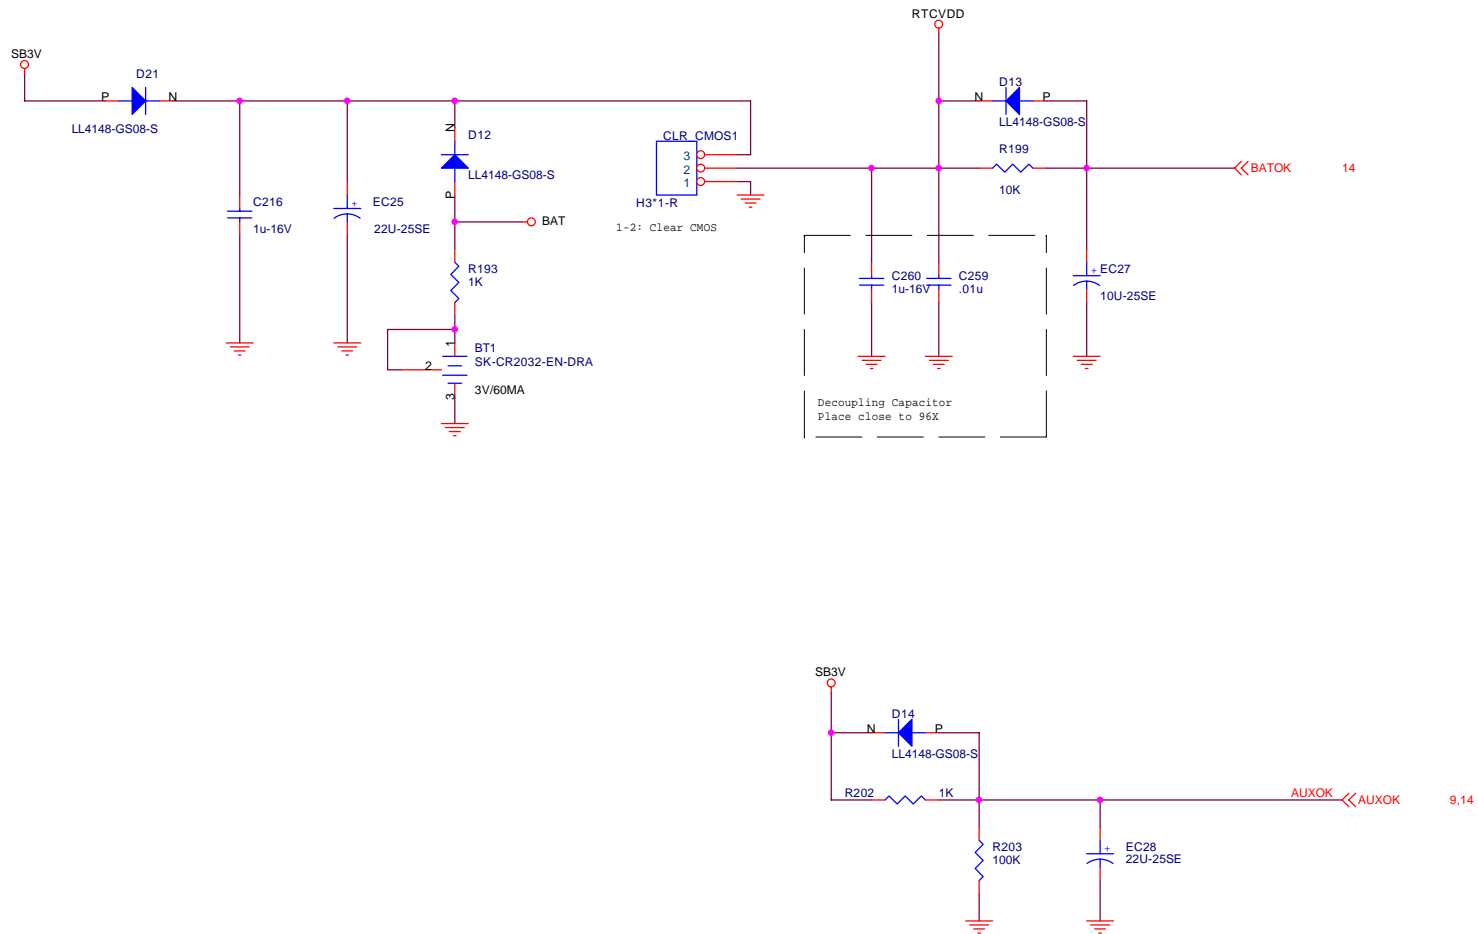 RTCVDD
SB3V
D21
P N
LL4148-GS08-S
D13
N P
LL4148-GS08-S
N
D12
LL4148-GS08-S
P
CLR_CMOS1
3
2
1
H3*1-R
1-2: Clear CMOS
R199
10K
BATOK 14
C216
1u-16V
EC25
+
22U-25SE
BAT
R193
1K
C260
1u-16V
C259
.01u
+
EC27
10U-25SE
1
BT1
SK-CR2032-EN-DRA
2
3V/60MA
3
Decoupling Capacitor
Place close to 96X
SB3V
D14
N P
LL4148-GS08-S
R202 1K
AUXOK AUXOK 9,14
R203
100K
+
EC28
22U-25SE